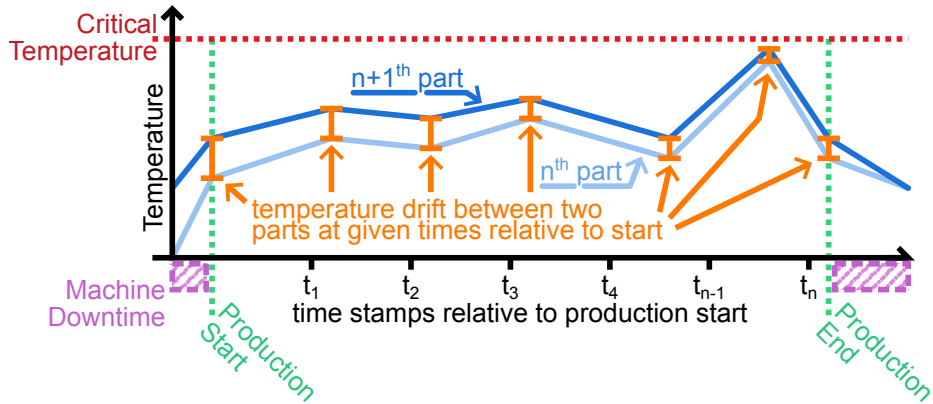 Critical
Temperature
Temperature
n+1th part
nth part
temperature drift between two
parts at given times relative to start
t1
t2
t3
t4
tn-1
tn
time stamps relative to production start
Machine
Downtime
Production
Start
Production
End